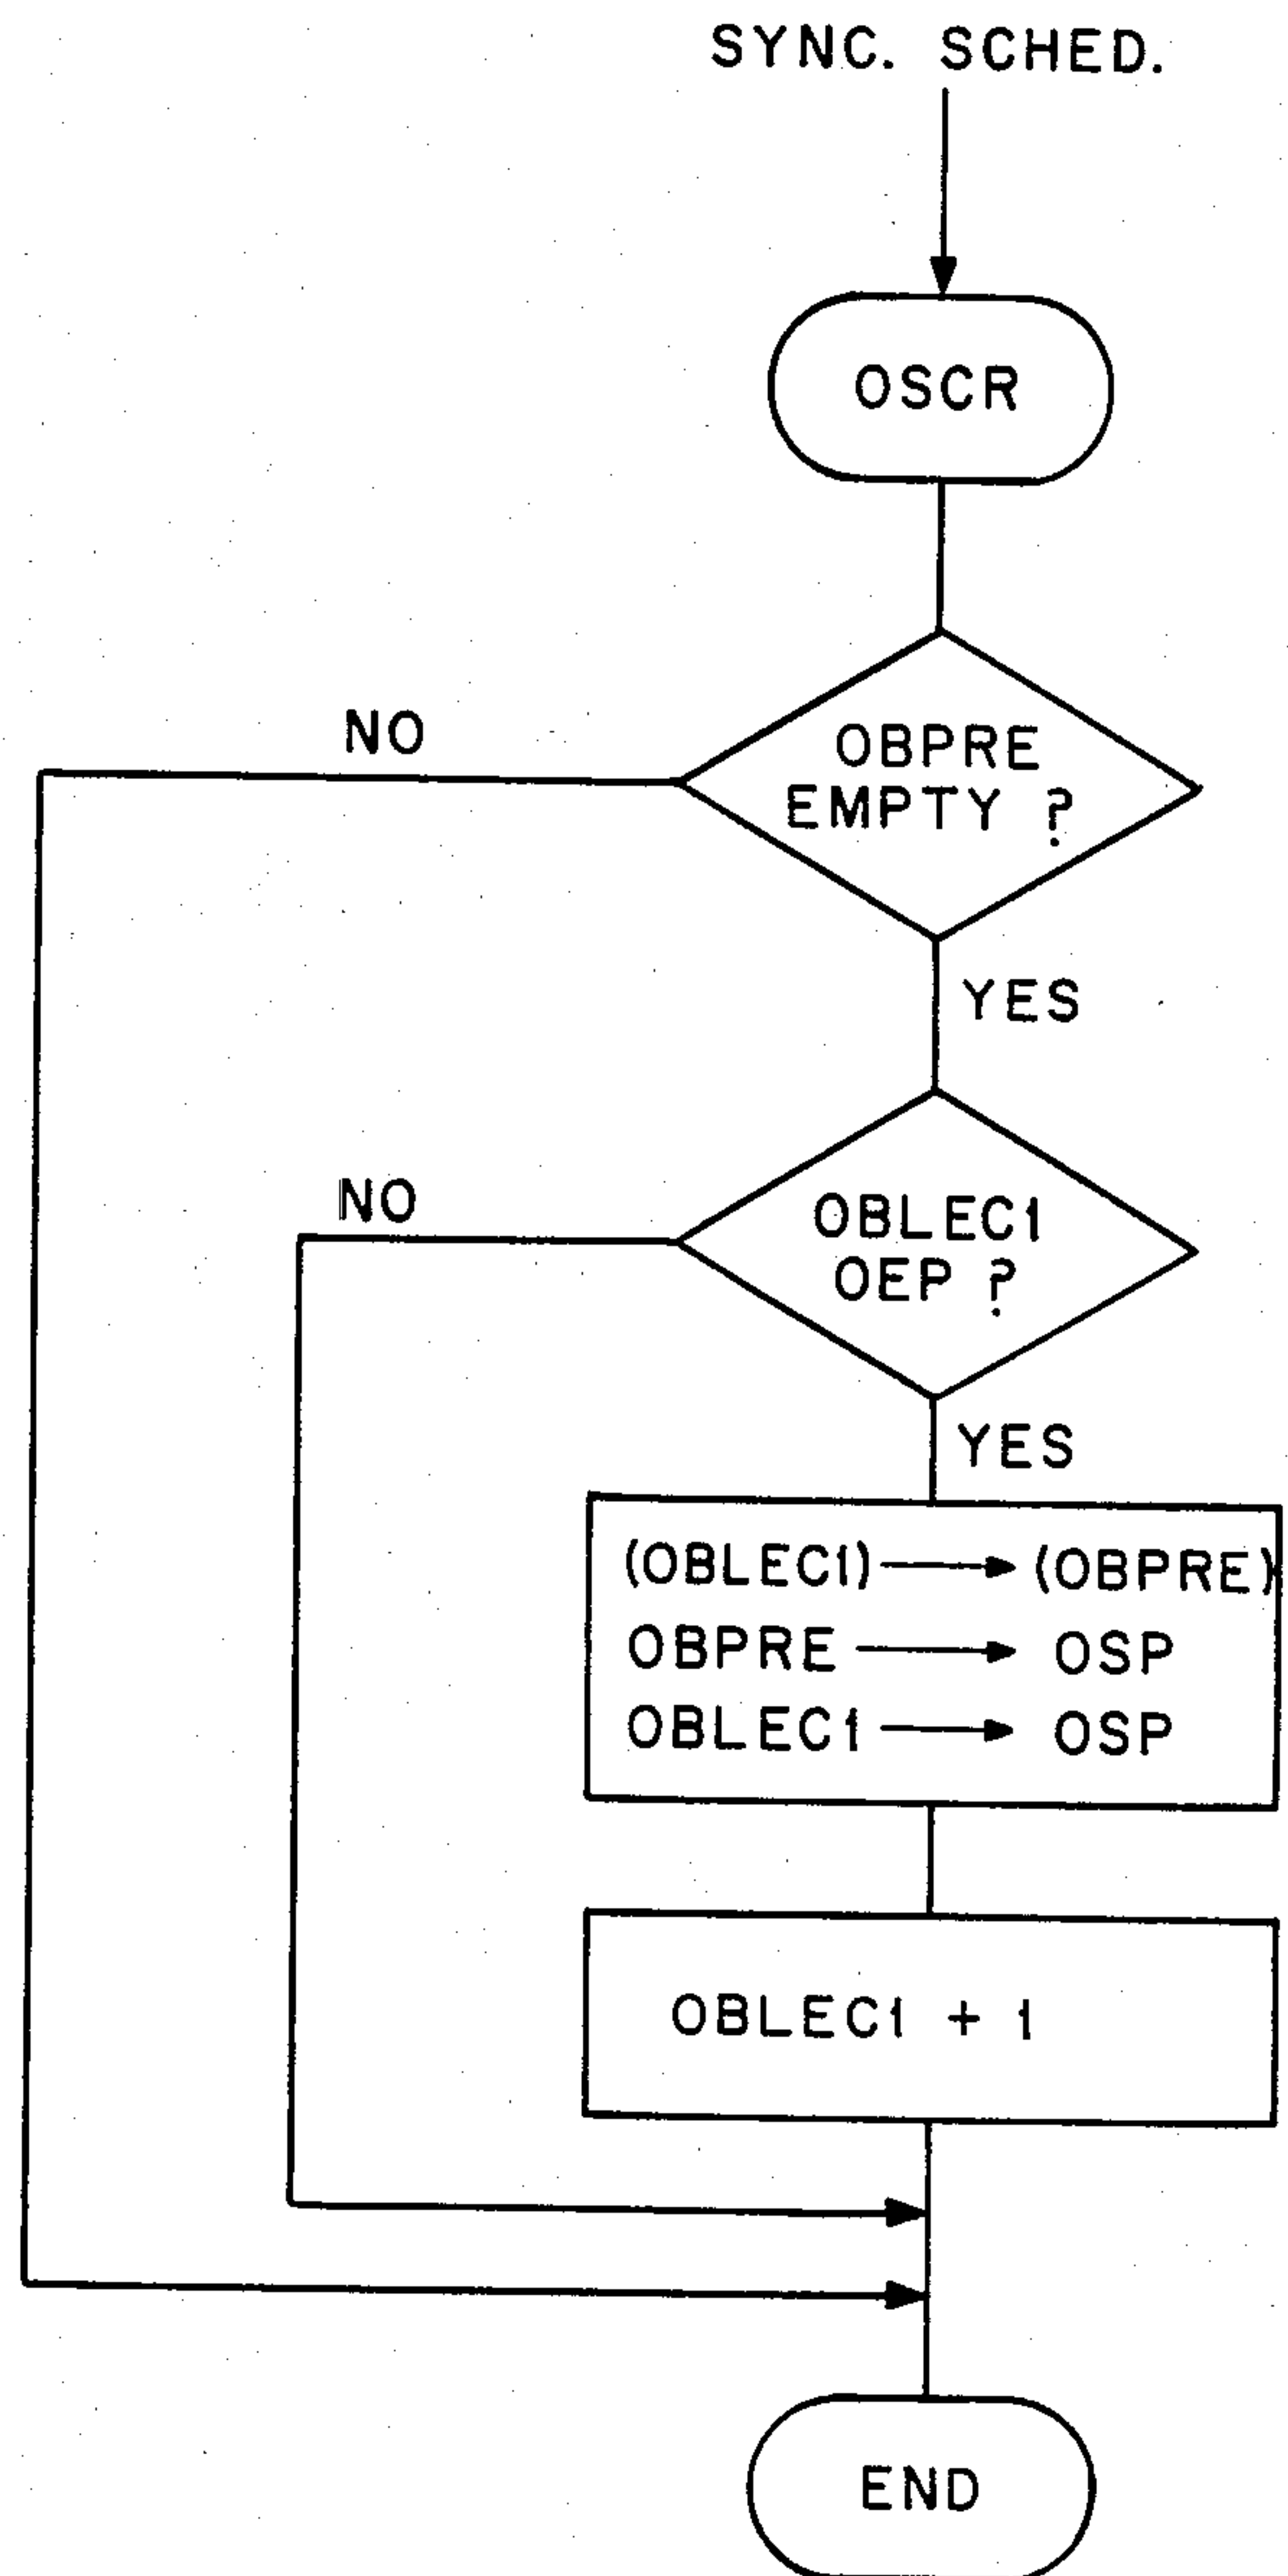 SYNC. SCHED.
OSCR
NO
OBPRE
EMPTY ?
YES
NO
OBLEC1
OEP ?
YES
(OBLEC1) → (OBPRE)
OBPRE → OSP
OBLEC1 → OSP
OBLEC1 + 1
END